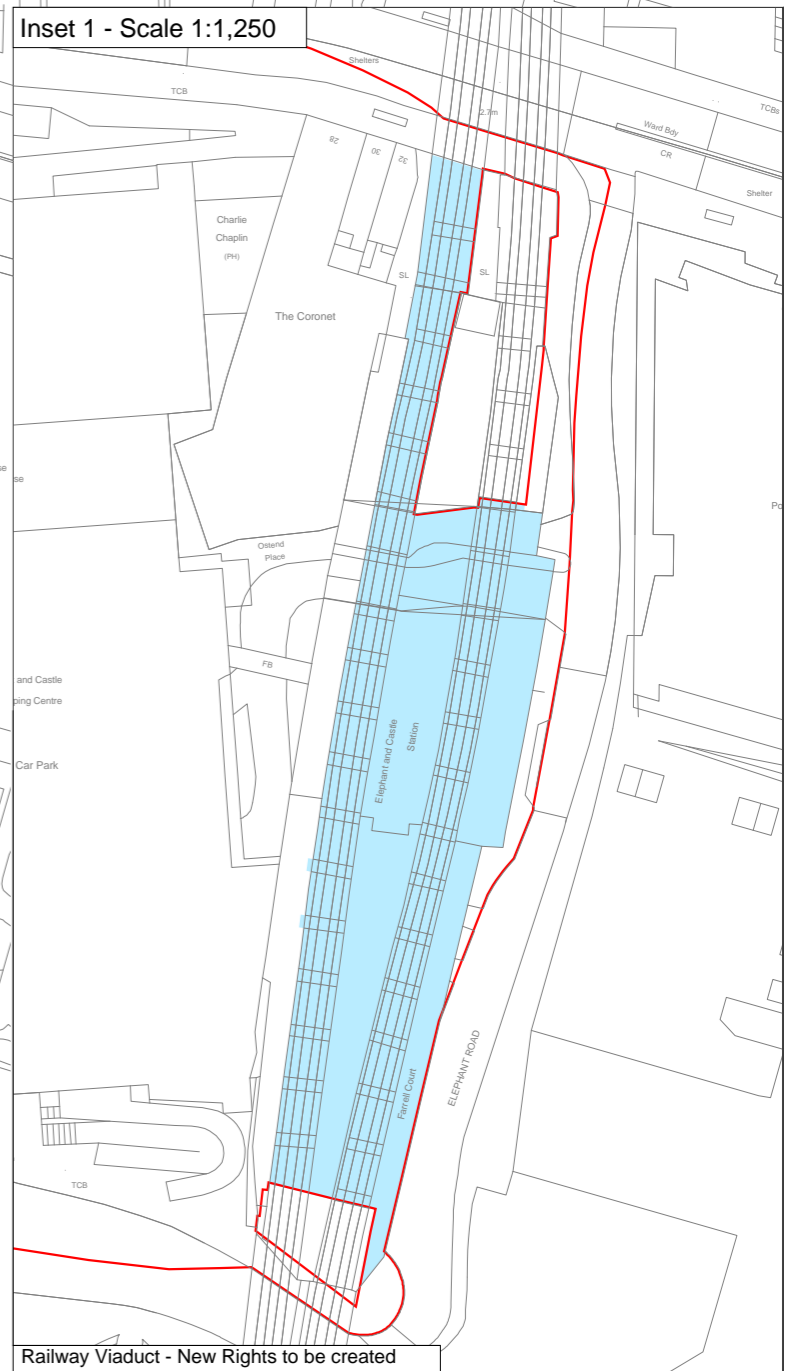 Inset 1 - Scale 1:1,250
Shelters
TCB
TCBs
2.7m
Ward Bdy
CR
28
30
32
Shelter
Charlie
Chaplin
(PH)
SL
SL
The Coronet
se
se
Po
Ostend
Place
FB
and Castle
ping Centre
Elephant and Castle
Station
Car Park
ELEPHANT ROAD
Farrell Court
TCB
Railway Viaduct - New Rights to be created